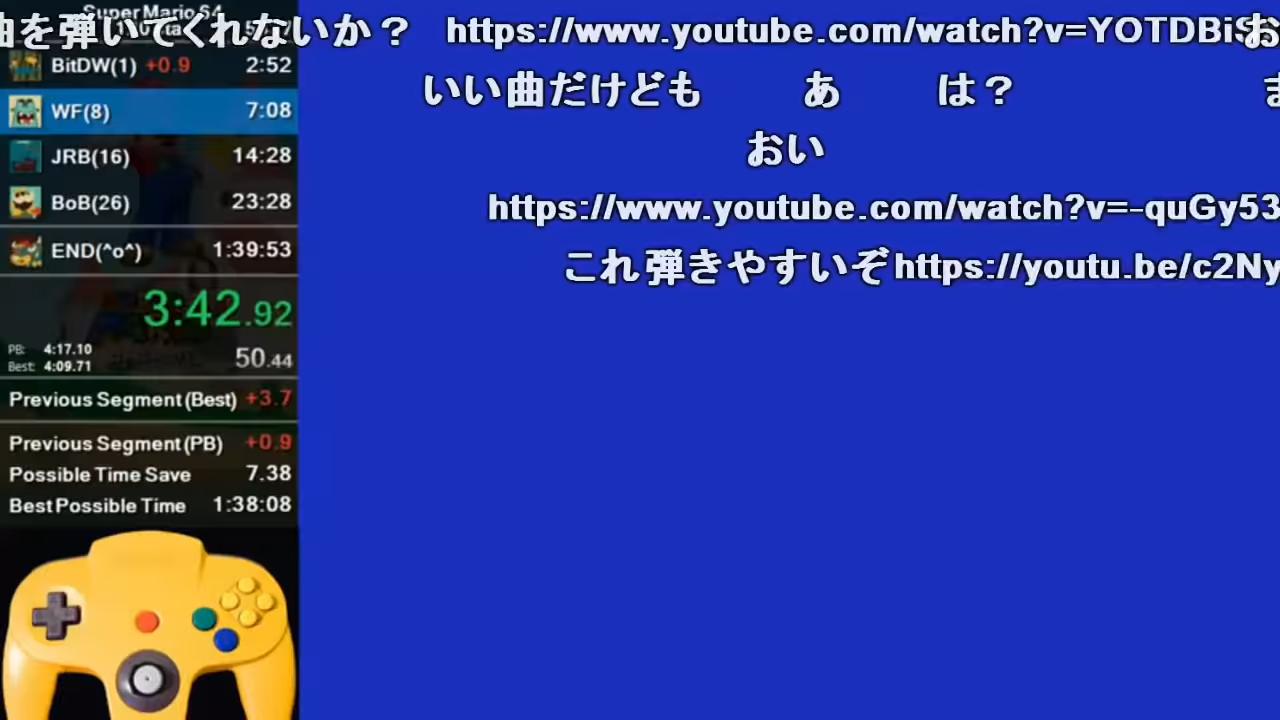 Super Mario 64
BitDW(1) +0.9 2:52
WF(8) 7:08
JRB(16) 14:28
BoB(26) 23:28
END(^o^) 1:39:53
3:42.92
PB: 4:17.10
Best: 4:09.71
50.44
Previous Segment (Best) +3.7
Previous Segment (PB) +0.9
Possible Time Save 7.38
Best Possible Time 1:38:08
曲を弾いてくれないか？ https://www.youtube.com/watch?v=YOTDBiS
いい曲だけども あ は？ ま
おい
https://www.youtube.com/watch?v=-quGy53
これ弾きやすいぞhttps://youtu.be/c2Ny